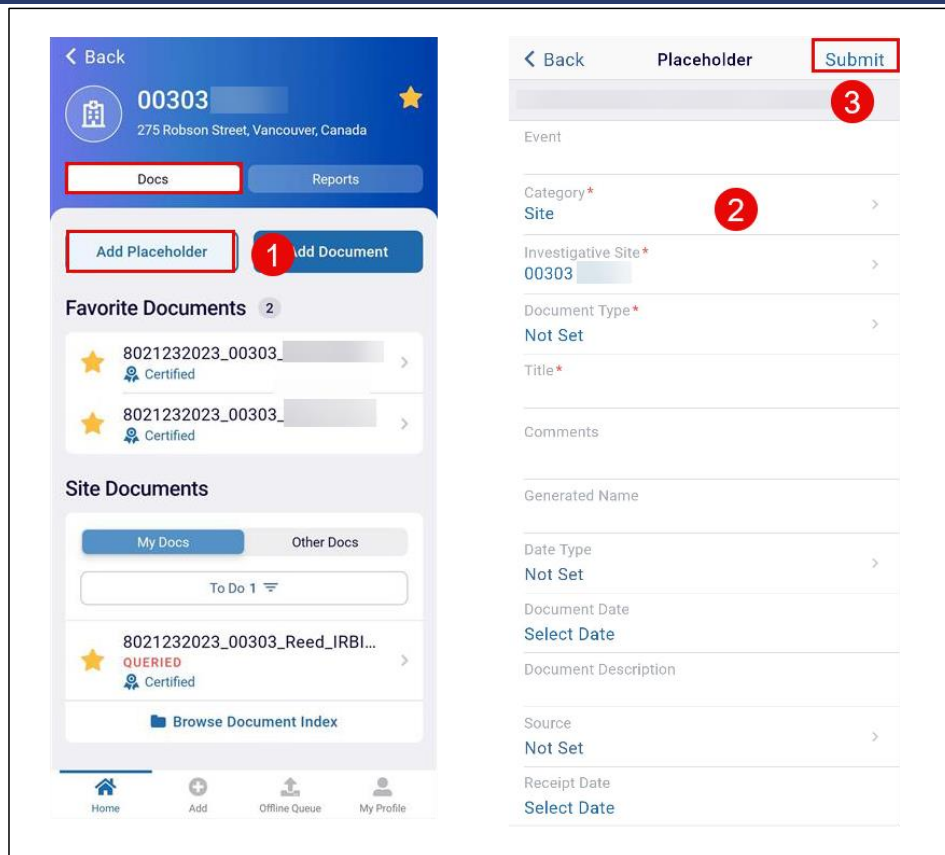 Back
00303
275 Robson Street, Vancouver, Canada
Docs Reports
Add Placeholder 1 Add Document
Favorite Documents 2
8021232023_00303_
Certified
8021232023_00303_
Certified
Site Documents
My Docs Other Docs
To Do 1
8021232023_00303_Reed_IRBI...
QUERIED
Certified
Browse Document Index
Home Add Offline Queue My Profile
Back Placeholder Submit
3
Event
Category*
Site
2
Investigative Site*
00303
Document Type*
Not Set
Title*
Comments
Generated Name
Date Type
Not Set
Document Date
Select Date
Document Description
Source
Not Set
Receipt Date
Select Date